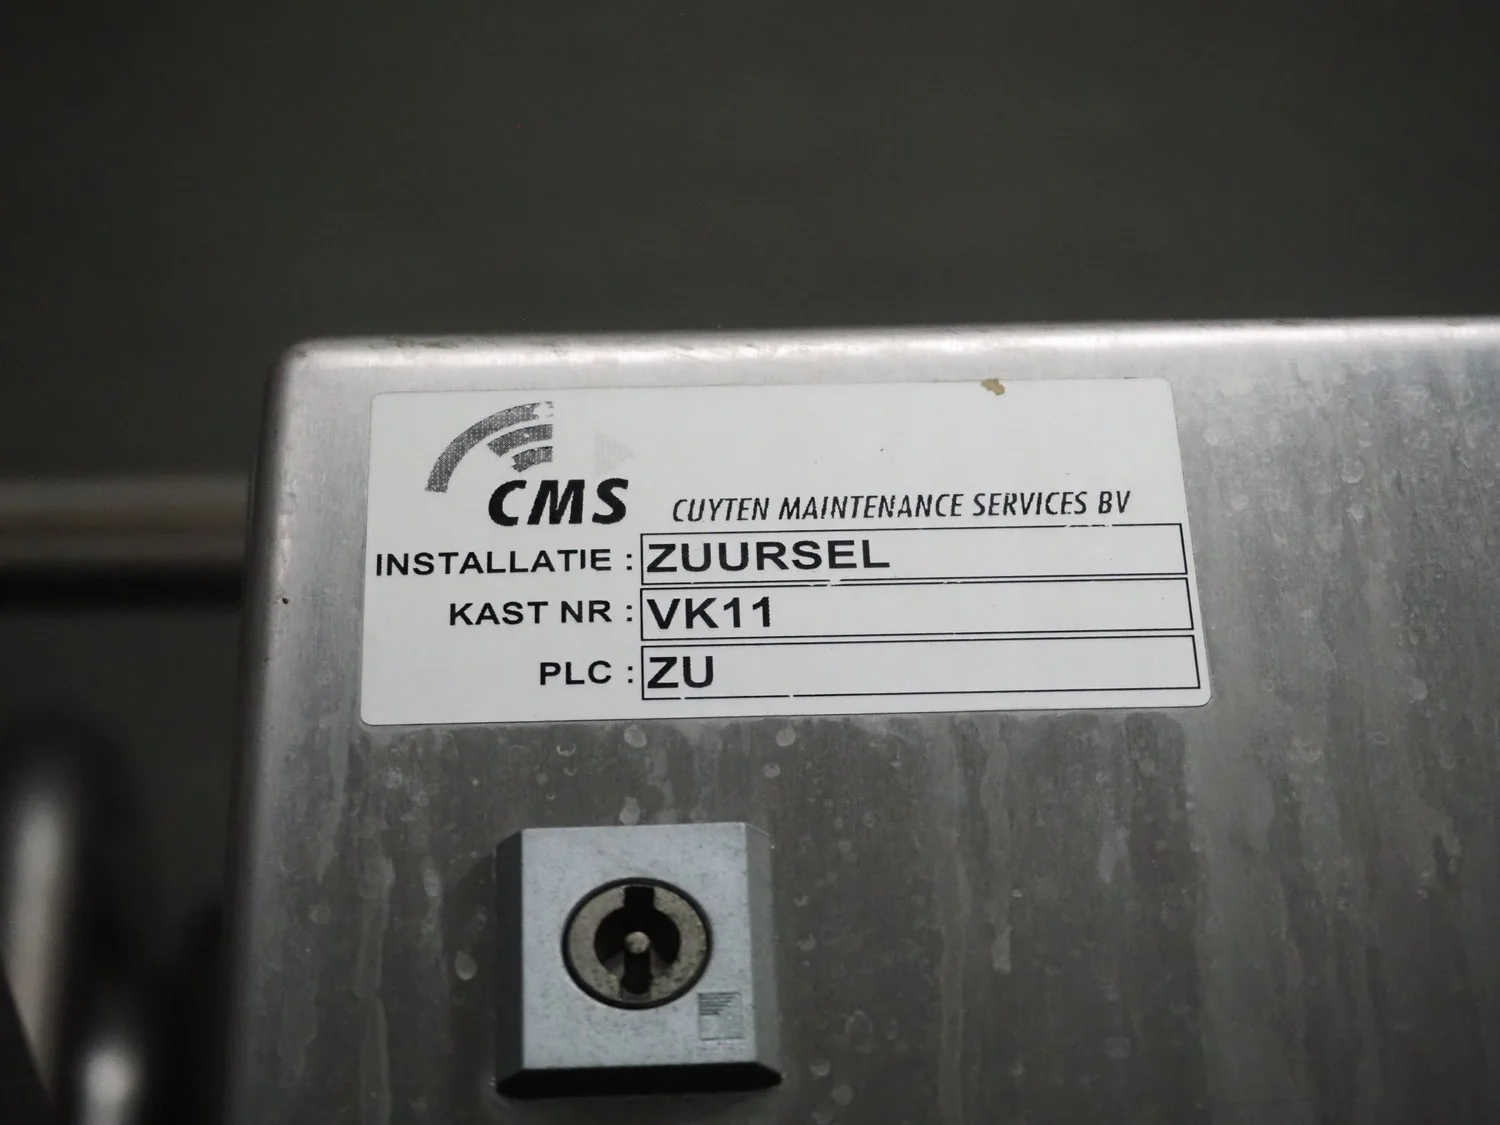 CMS
CUYTEN MAINTENANCE SERVICES BV
INSTALLATIE : ZUURSEL
KAST NR : VK11
PLC : ZU